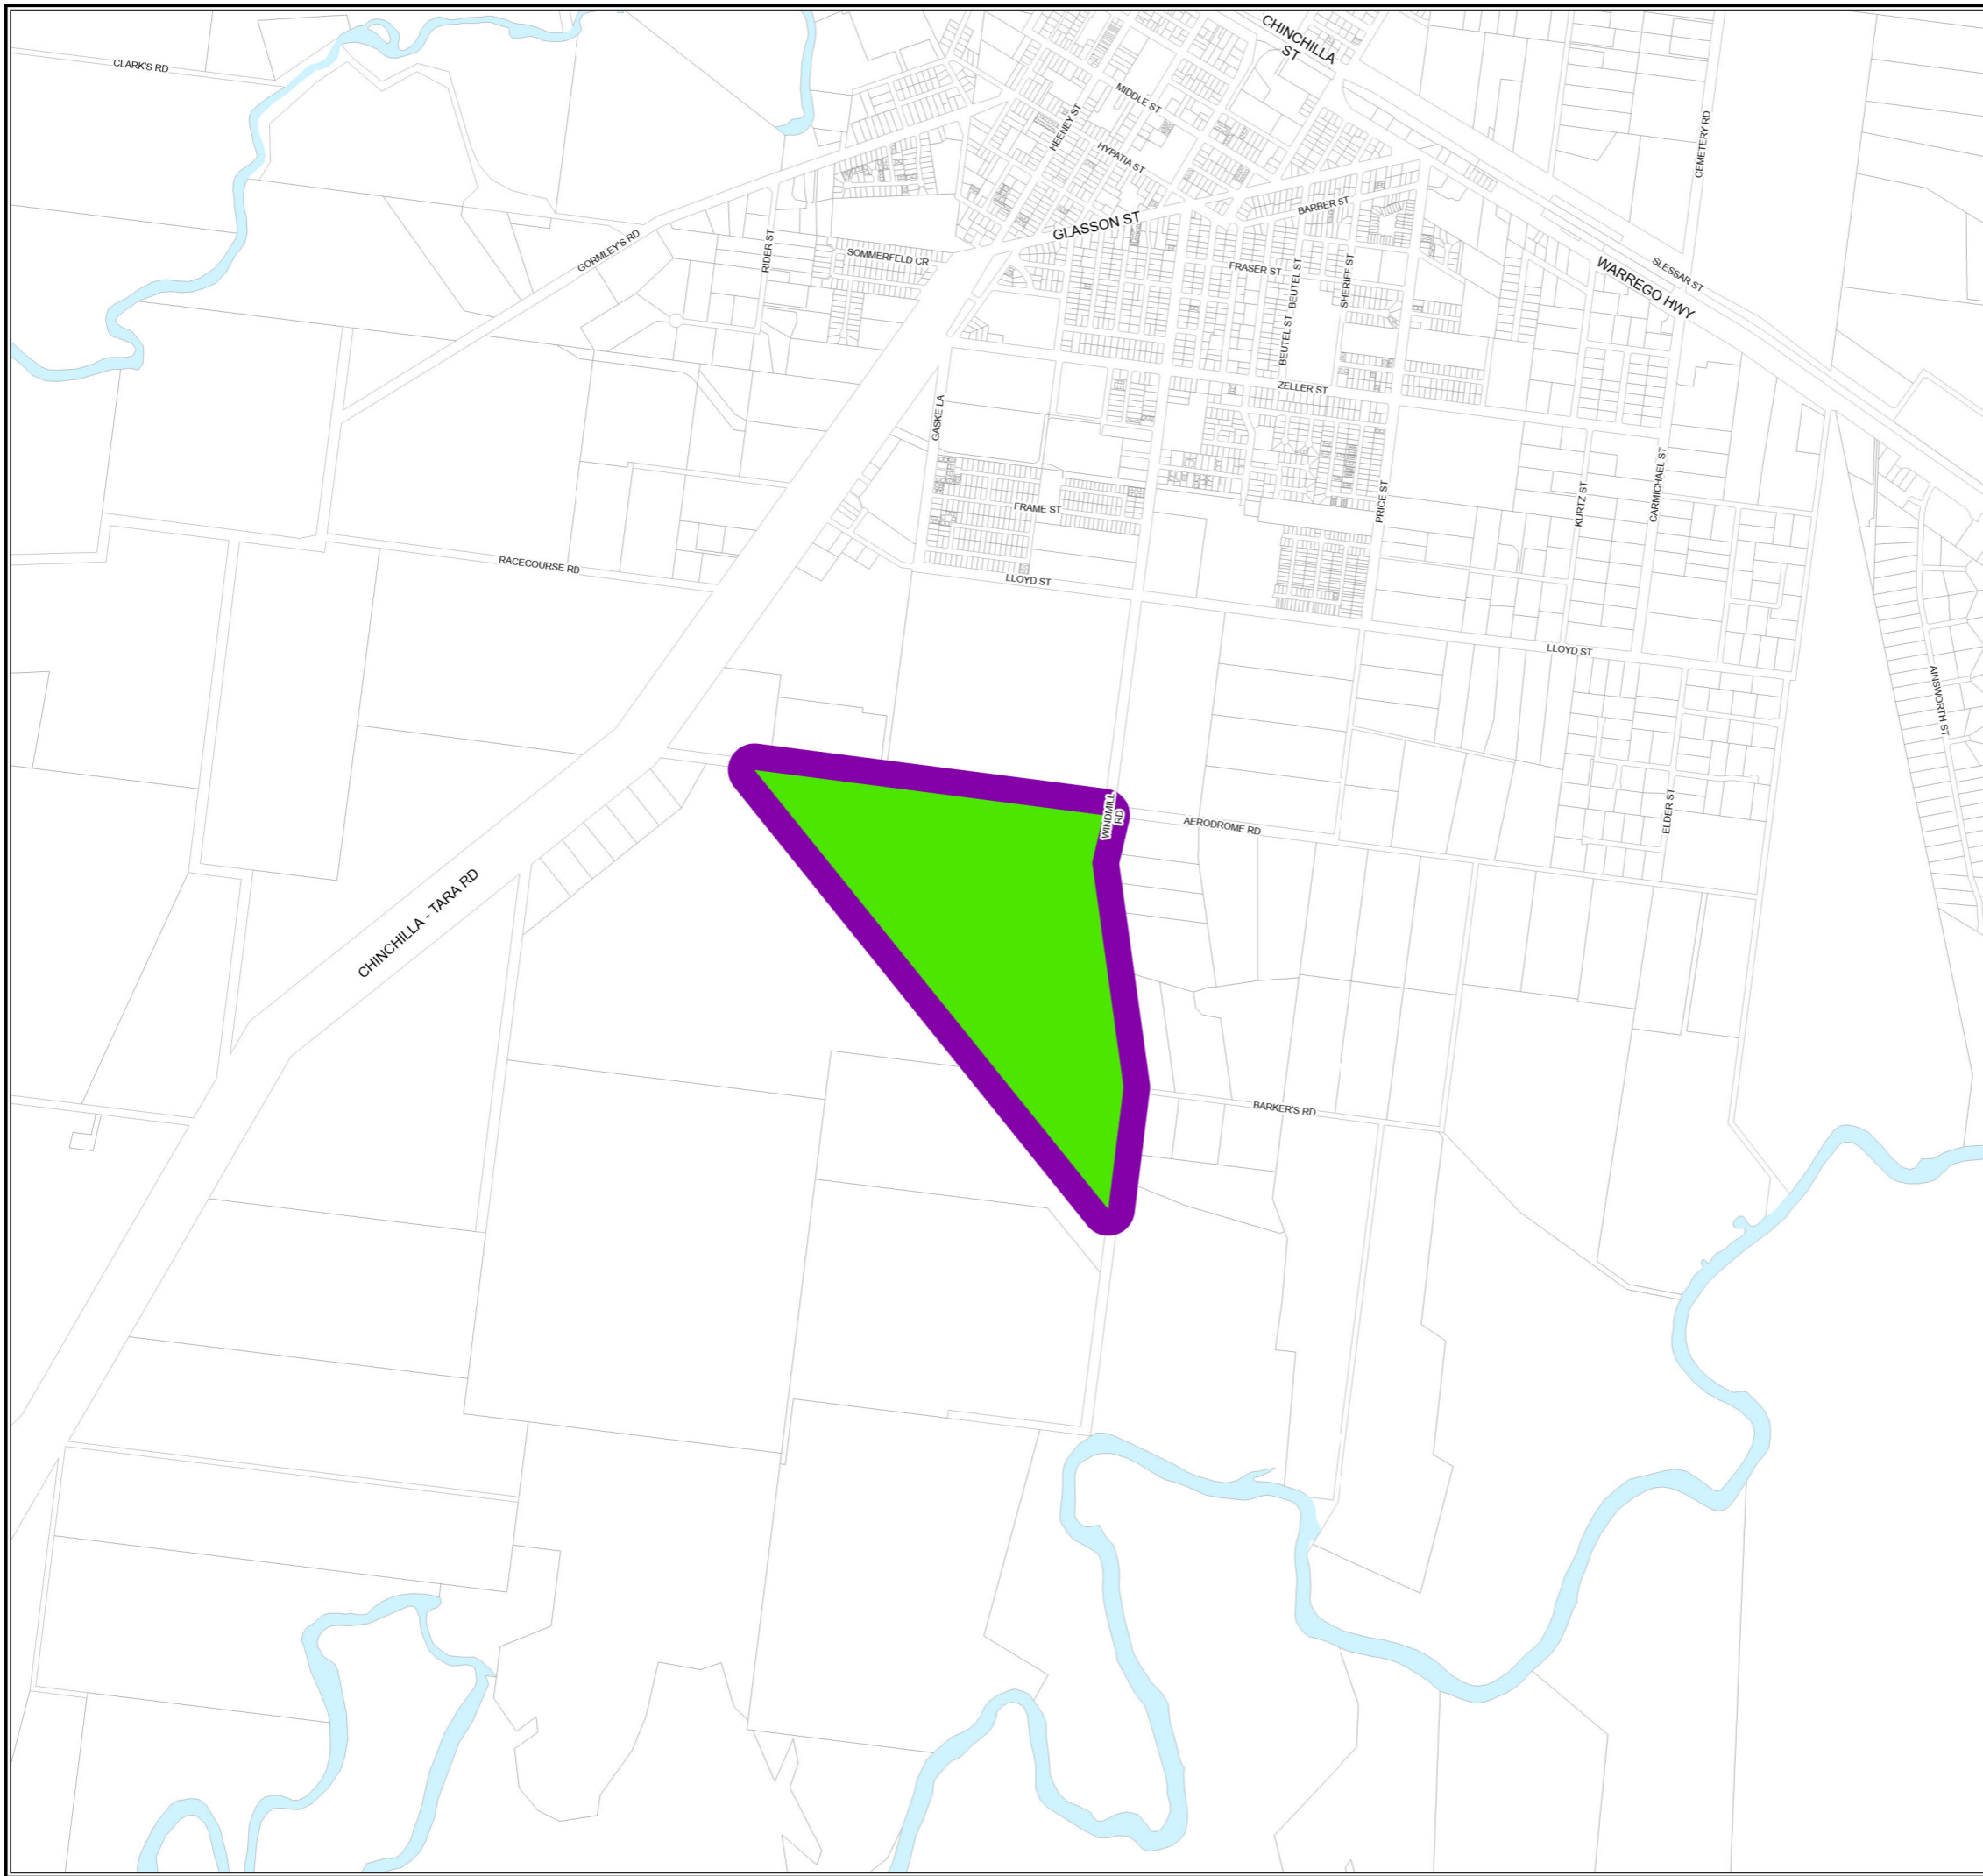 CHINCHILLA
ST
CLARK'S RD
MIDDLE ST
HEENEY ST
HYPATIA ST
CEMETERY RD
BARBER ST
GLASSON ST
GORMLEY'S RD
RIDER ST
SOMMERFELD CR
FRASER ST
BEUTEL ST
SHERIFF ST
SLESSAR ST
WARREGO HWY
BEUTEL ST
ZELLER ST
GASKE LA
PRICE ST
KURTZ ST
CARMICHAEL ST
FRAME ST
RACECOURSE RD
LLOYD ST
LLOYD ST
AINSWORTH ST
WINDMILL
RD
AERODROME RD
ELDER ST
CHINCHILLA - TARA RD
BARKER'S RD